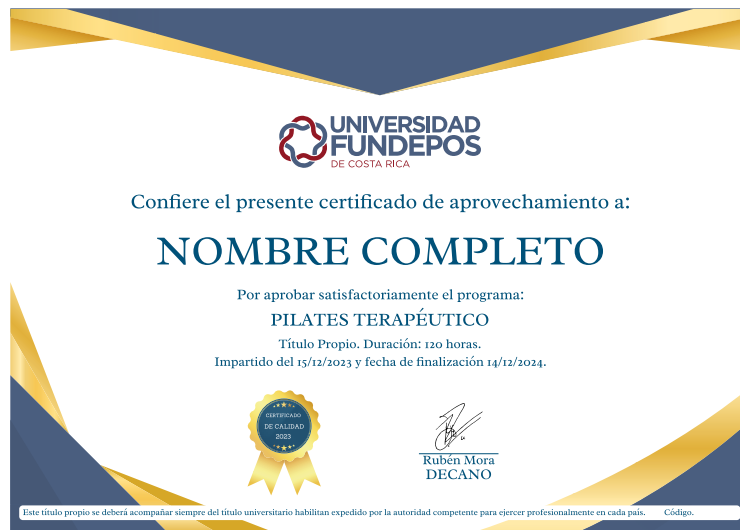 UNIVERSIDAD
FUNDEPOS
DE COSTA RICA
Confiere el presente certificado de aprovechamiento a:
NOMBRE COMPLETO
Por aprobar satisfactoriamente el programa:
PILATES TERAPÉUTICO
Título Propio. Duración: 120 horas.
Impartido del 15/12/2023 y fecha de finalización 14/12/2024.
CERTIFICADO
DE CALIDAD
2023
Rubén Mora
DECANO
Este título propio se deberá acompañar siempre del título universitario habilitan expedido por la autoridad competente para ejercer profesionalmente en cada país. Código.